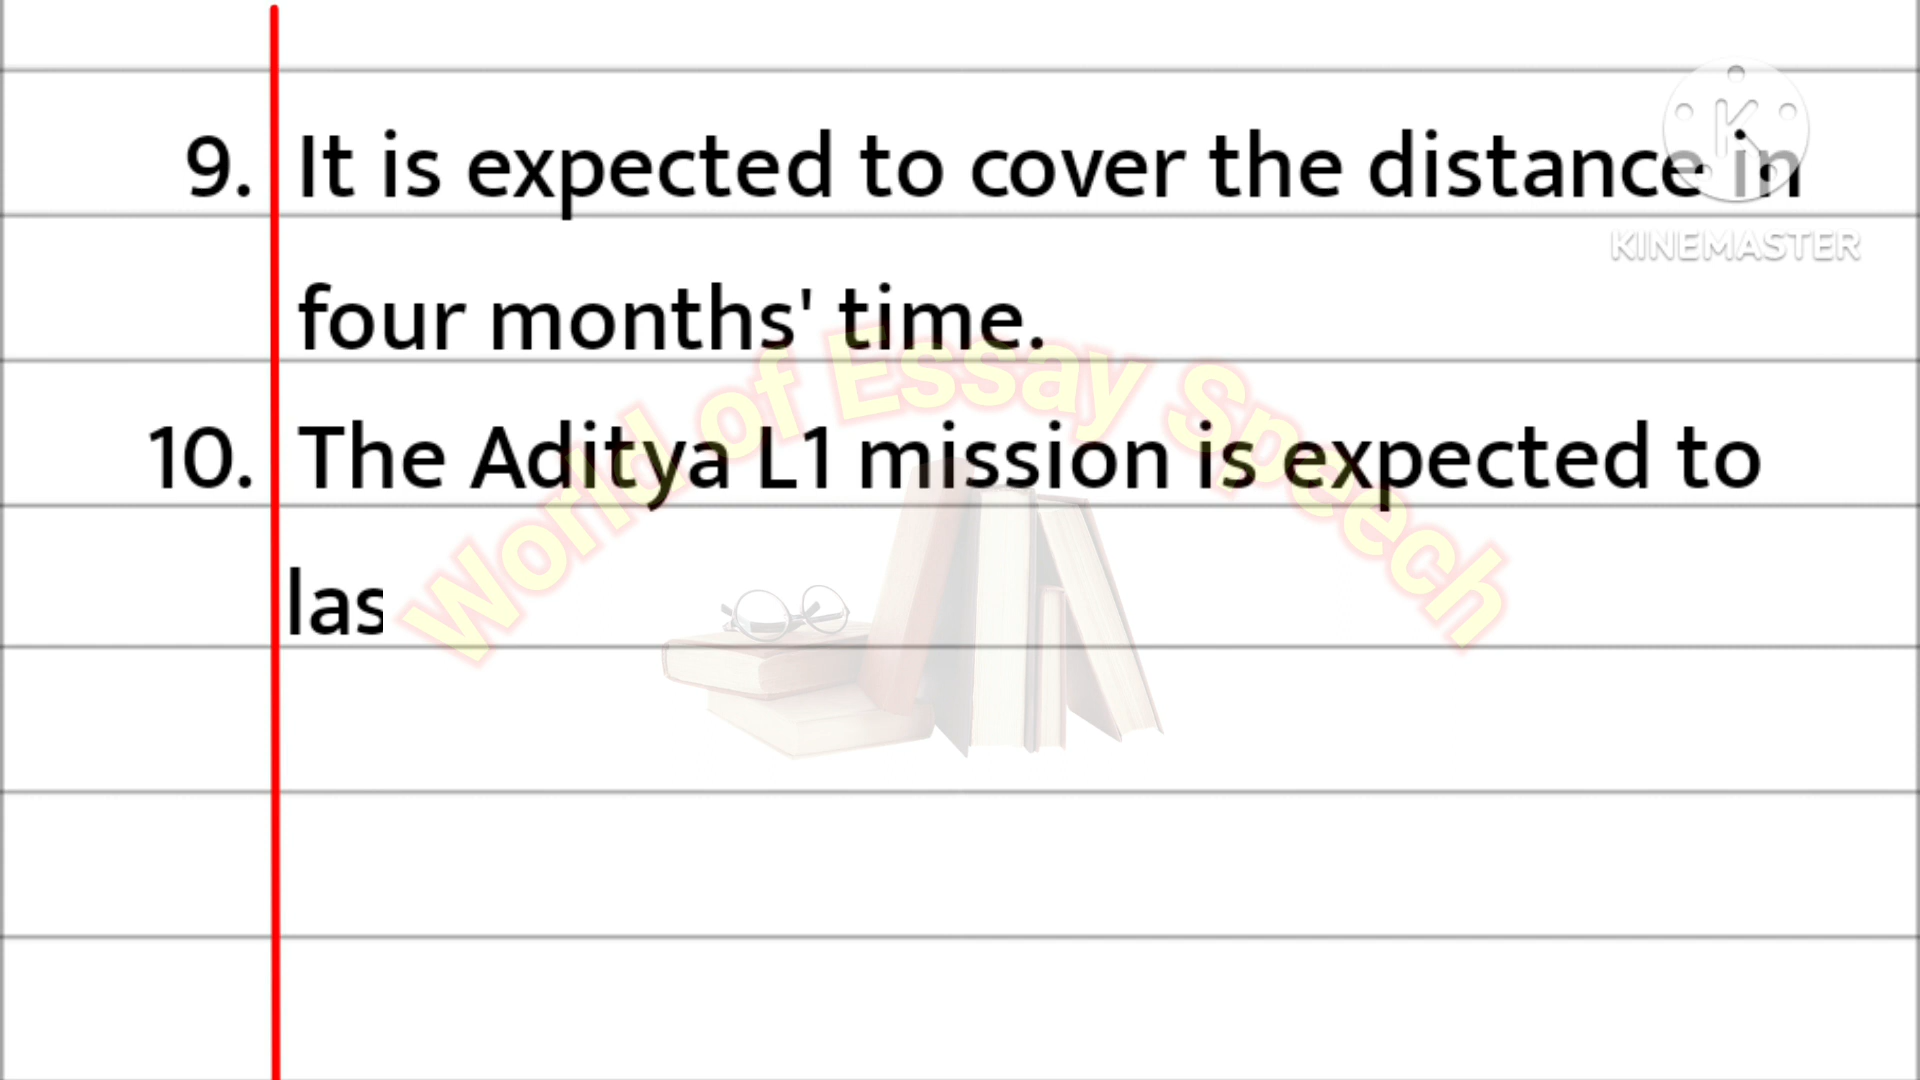 KINEMASTER
9. It is expected to cover the distance in
four months' time.
World of Essay Speech
10. The Aditya L1 mission is expected to
las